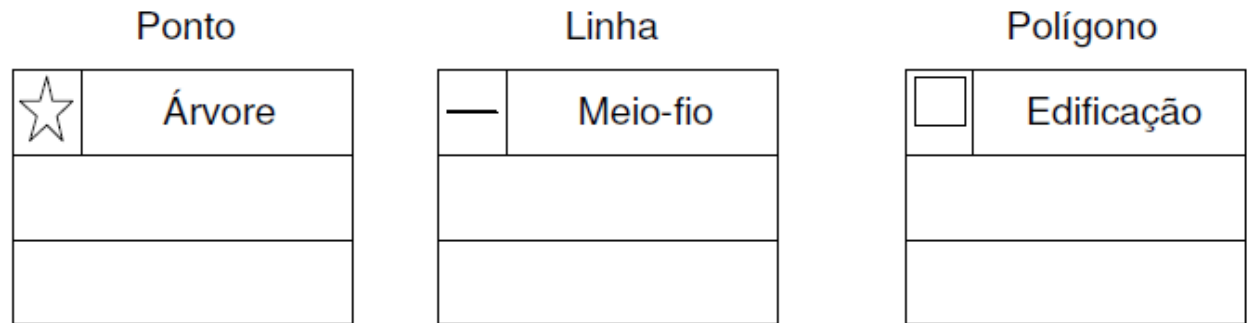 Ponto
Linha
Polígono
Árvore
Meio-fio
Edificação